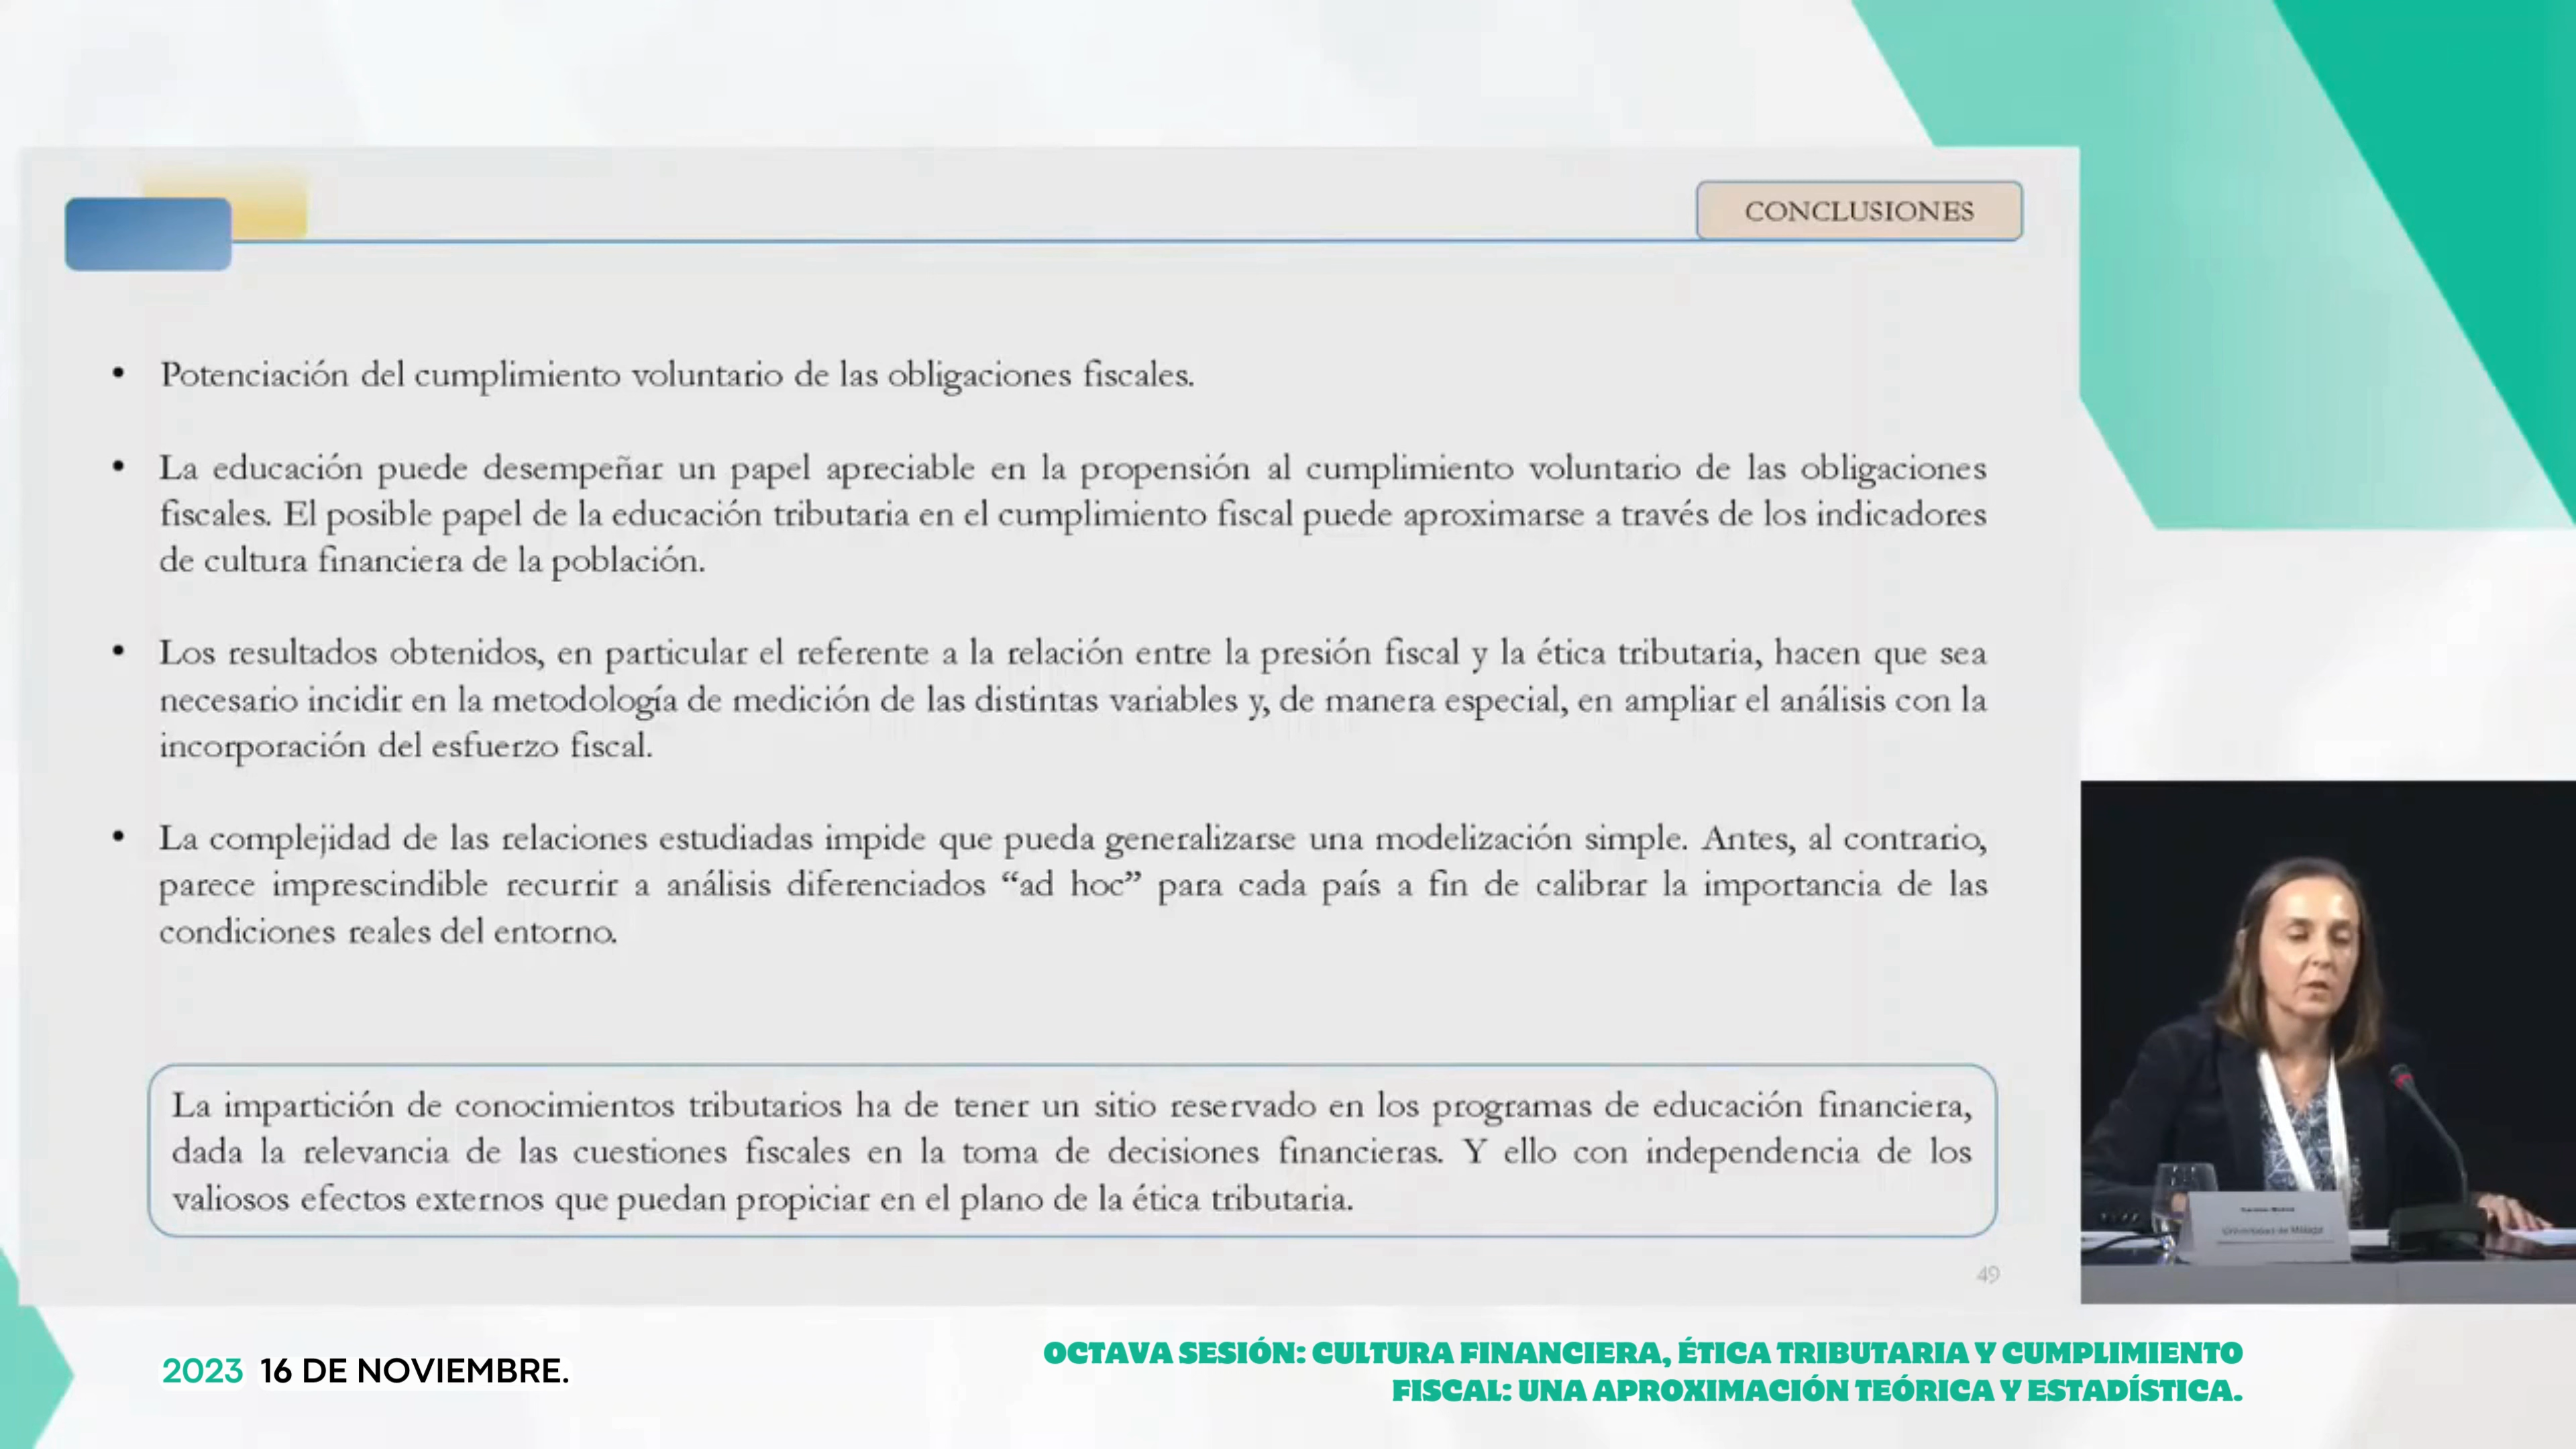 CONCLUSIONES
• Potenciación del cumplimiento voluntario de las obligaciones fiscales.
• La educación puede desempeñar un papel apreciable en la propensión al cumplimiento voluntario de las obligaciones
fiscales. El posible papel de la educación tributaria en el cumplimiento fiscal puede aproximarse a través de los indicadores
de cultura financiera de la población.
• Los resultados obtenidos, en particular el referente a la relación entre la presión fiscal y la ética tributaria, hacen que sea
necesario incidir en la metodología de medición de las distintas variables y, de manera especial, en ampliar el análisis con la
incorporación del esfuerzo fiscal.
• La complejidad de las relaciones estudiadas impide que pueda generalizarse una modelización simple. Antes, al contrario,
parece imprescindible recurrir a análisis diferenciados “ad hoc” para cada país a fin de calibrar la importancia de las
condiciones reales del entorno.
La impartición de conocimientos tributarios ha de tener un sitio reservado en los programas de educación financiera,
dada la relevancia de las cuestiones fiscales en la toma de decisiones financieras. Y ello con independencia de los
valiosos efectos externos que puedan propiciar en el plano de la ética tributaria.
49
Universidad de Málaga
2023 16 DE NOVIEMBRE.
OCTAVA SESIÓN: CULTURA FINANCIERA, ÉTICA TRIBUTARIA Y CUMPLIMIENTO
FISCAL: UNA APROXIMACIÓN TEÓRICA Y ESTADÍSTICA.